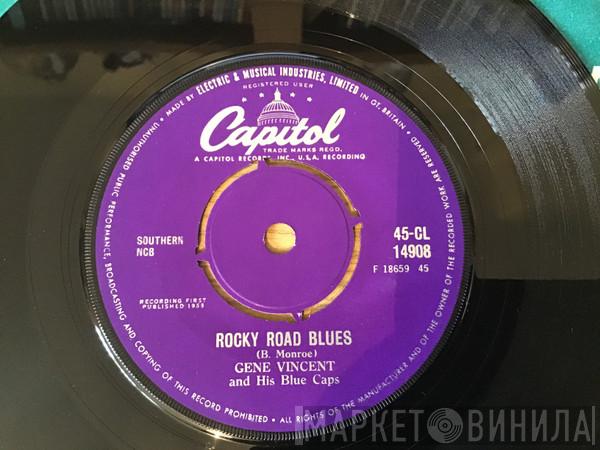 MADE BY ELECTRIC & MUSICAL INDUSTRIES, LIMITED IN GT. BRITAIN •
REGISTERED USER
Capitol
TRADE MARKS REGD.
A CAPITOL RECORDS, INC., U.S.A. RECORDING
SOUTHERN
NCB
45-CL
14908
F 18659 45
RECORDING FIRST
PUBLISHED 1958
ROCKY ROAD BLUES
(B. Monroe)
GENE VINCENT
and His Blue Caps
UNAUTHORISED PUBLIC PERFORMANCE, BROADCASTING AND COPYING OF THIS RECORD PROHIBITED • ALL RIGHTS OF THE MANUFACTURER AND OF THE OWNER OF THE RECORDED WORK ARE RESERVED
МАРКЕТ ВИНИЛА